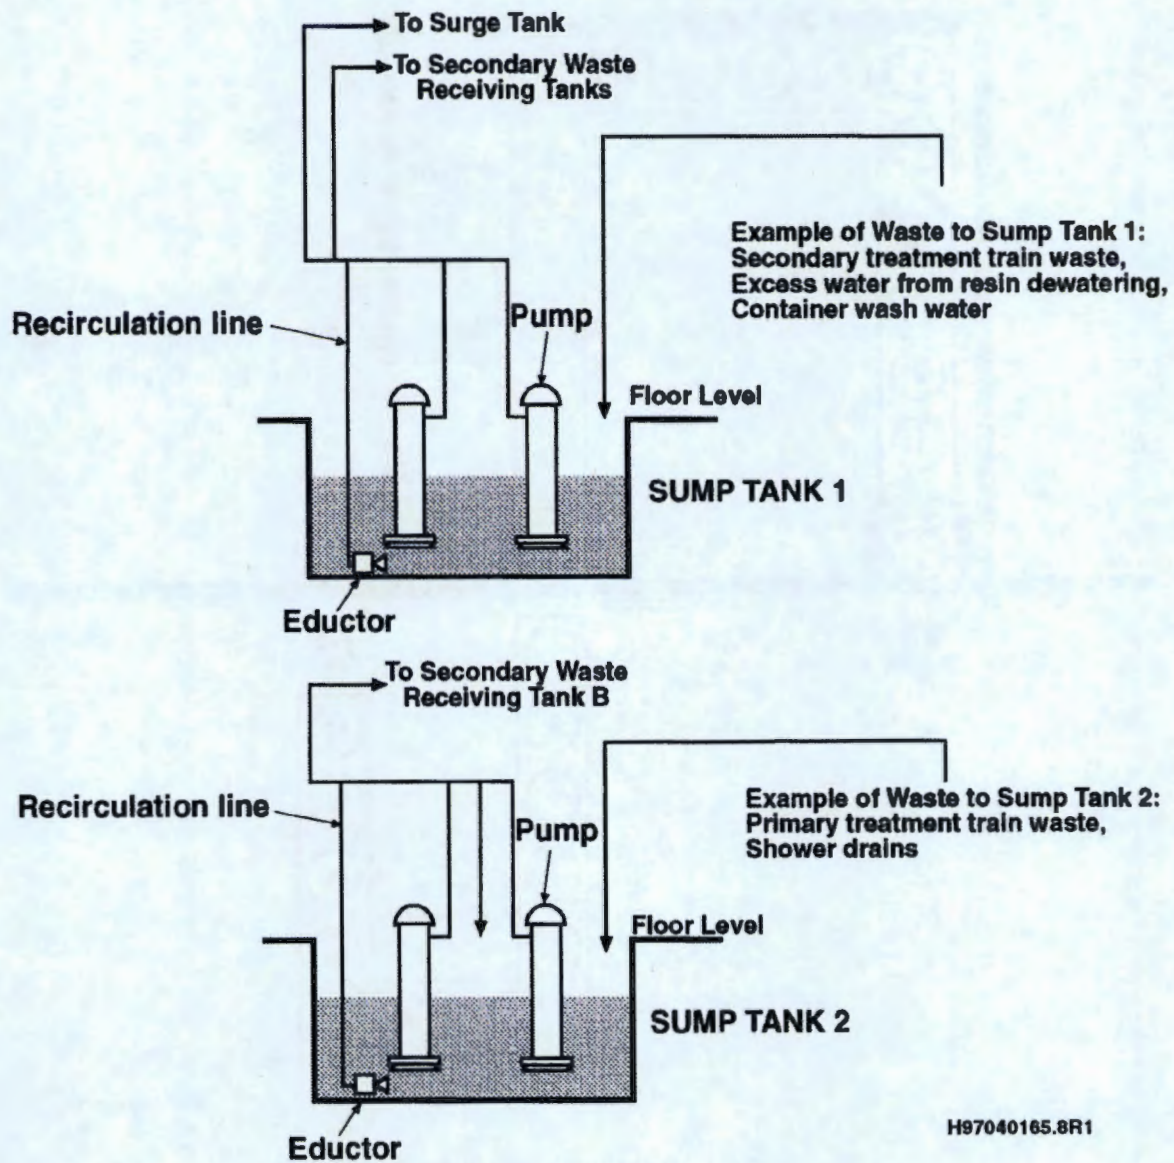 To Surge Tank
To Secondary Waste
Receiving Tanks
Example of Waste to Sump Tank 1:
Secondary treatment train waste,
Excess water from resin dewatering,
Container wash water
Recirculation line
Pump
Floor Level
SUMP TANK 1
Eductor
To Secondary Waste
Receiving Tank B
Recirculation line
Example of Waste to Sump Tank 2:
Primary treatment train waste,
Shower drains
Pump
Floor Level
SUMP TANK 2
Eductor
H97040165.8R1